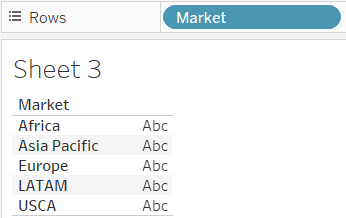 Rows Market
Sheet 3
Market
Africa Abc
Asia Pacific Abc
Europe Abc
LATAM Abc
USCA Abc